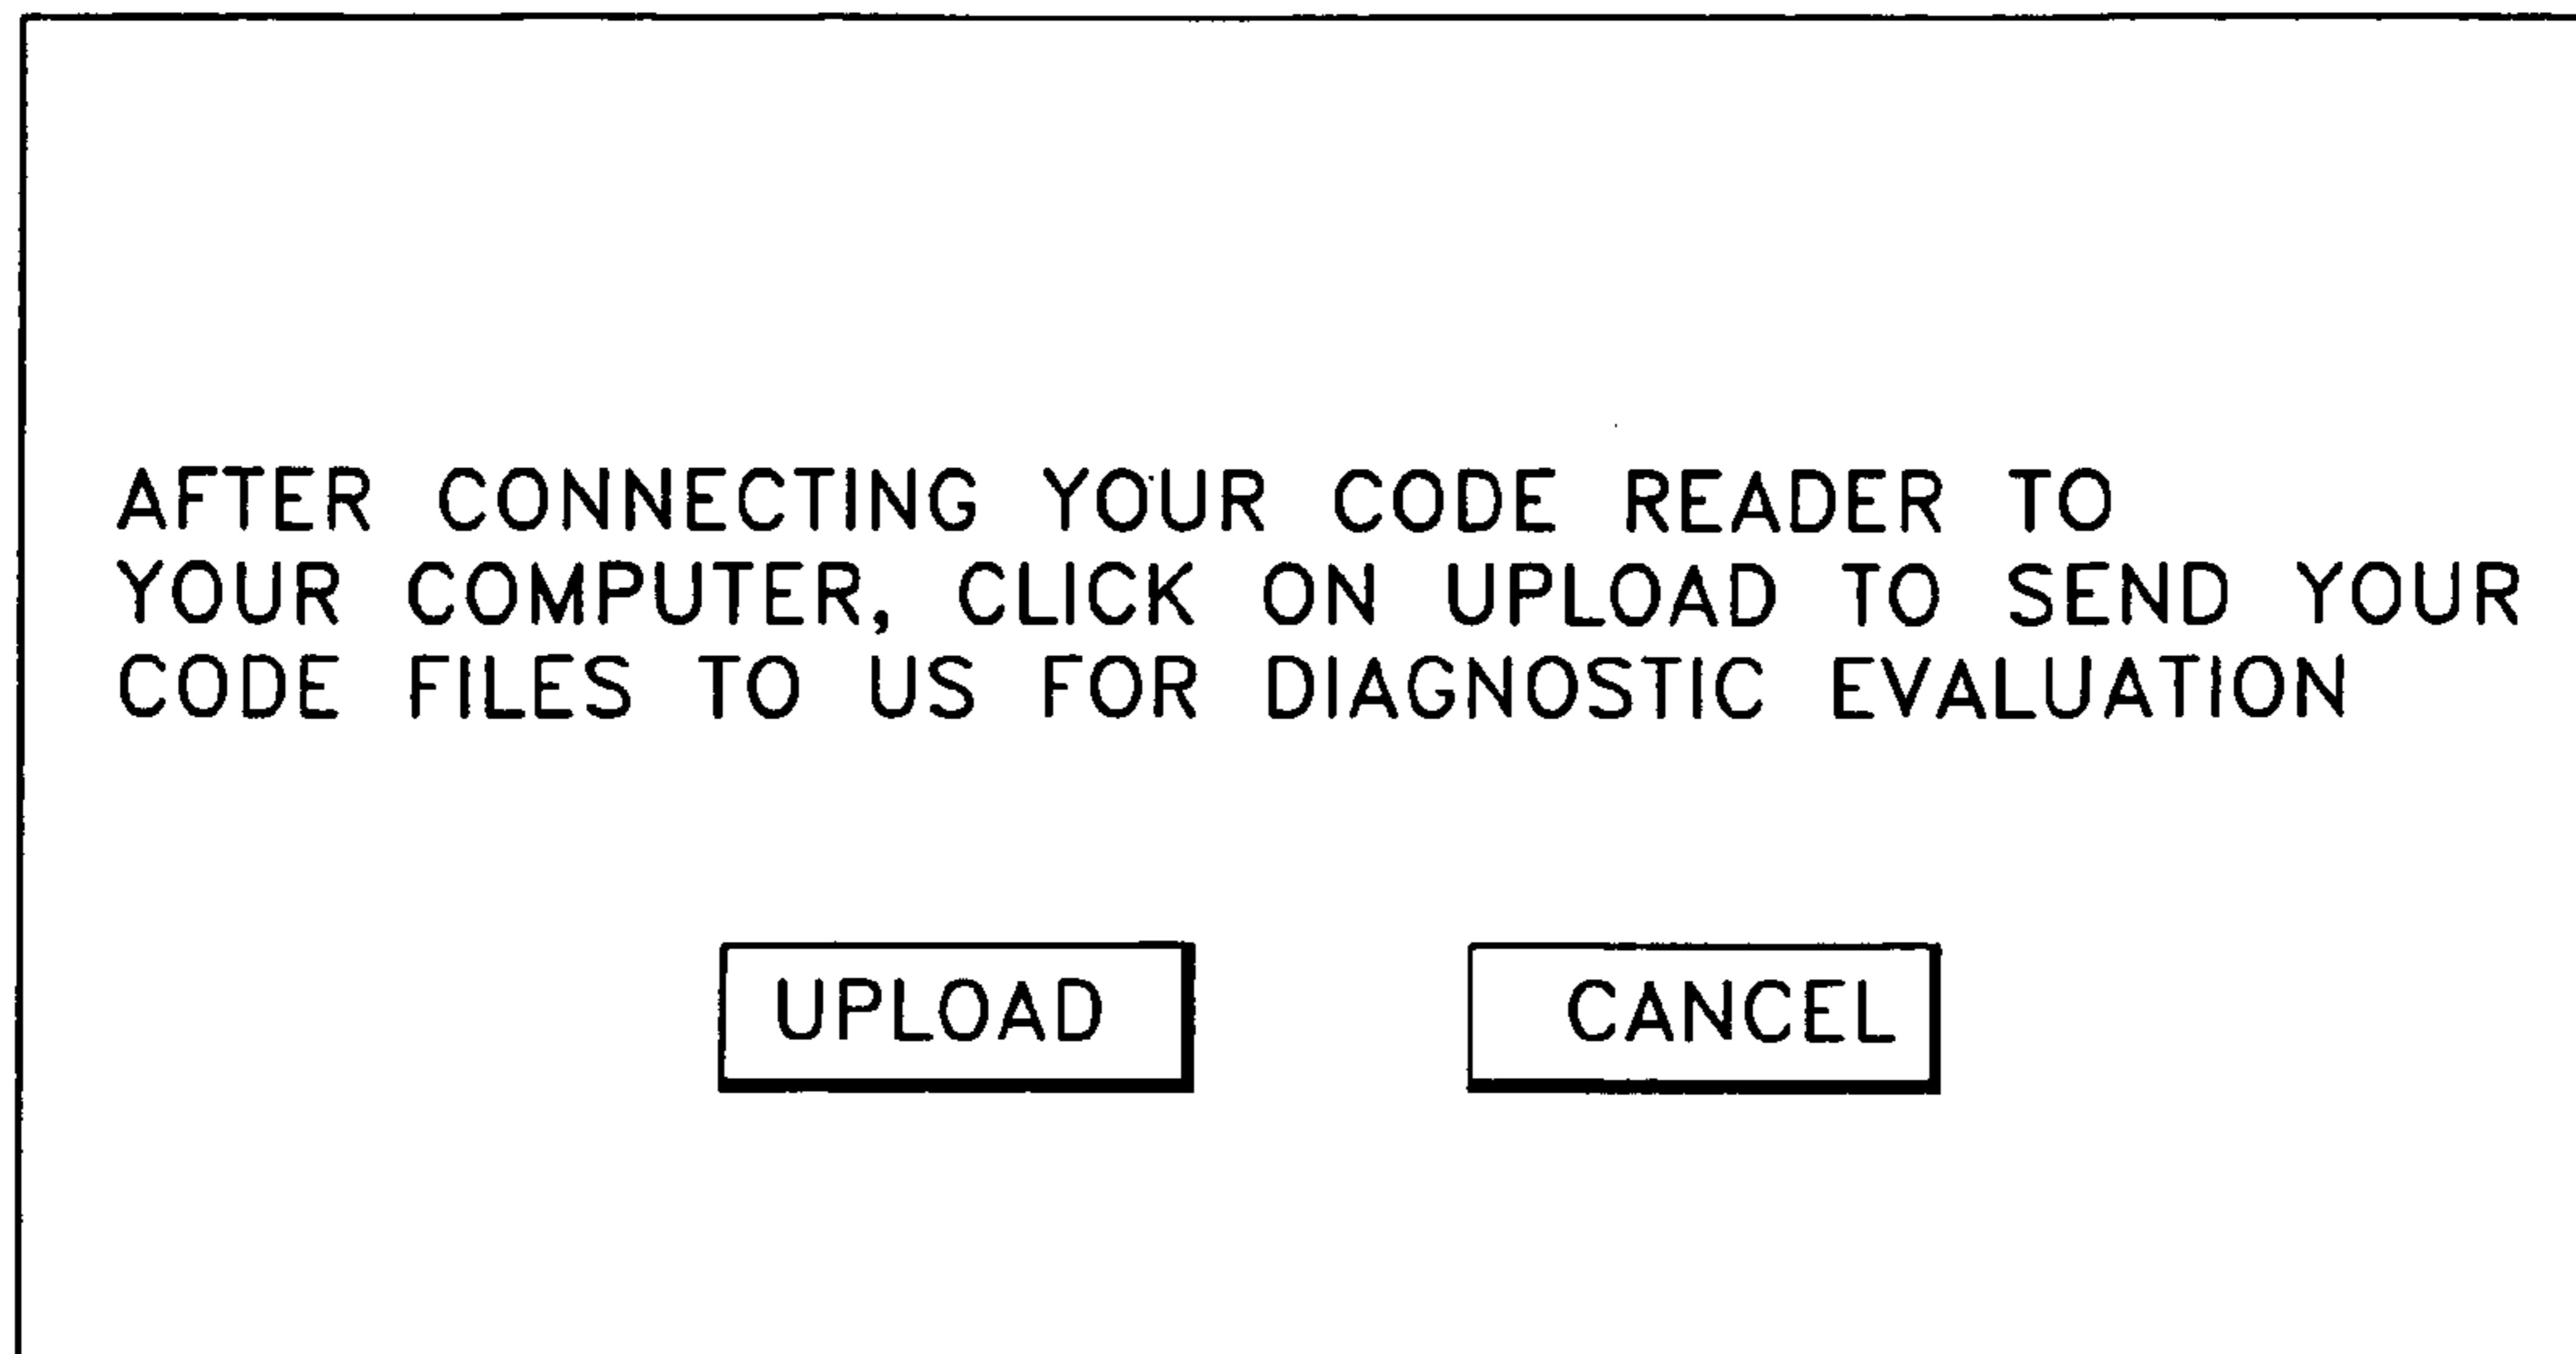 AFTER CONNECTING YOUR CODE READER TO
YOUR COMPUTER, CLICK ON UPLOAD TO SEND YOUR
CODE FILES TO US FOR DIAGNOSTIC EVALUATION
UPLOAD CANCEL